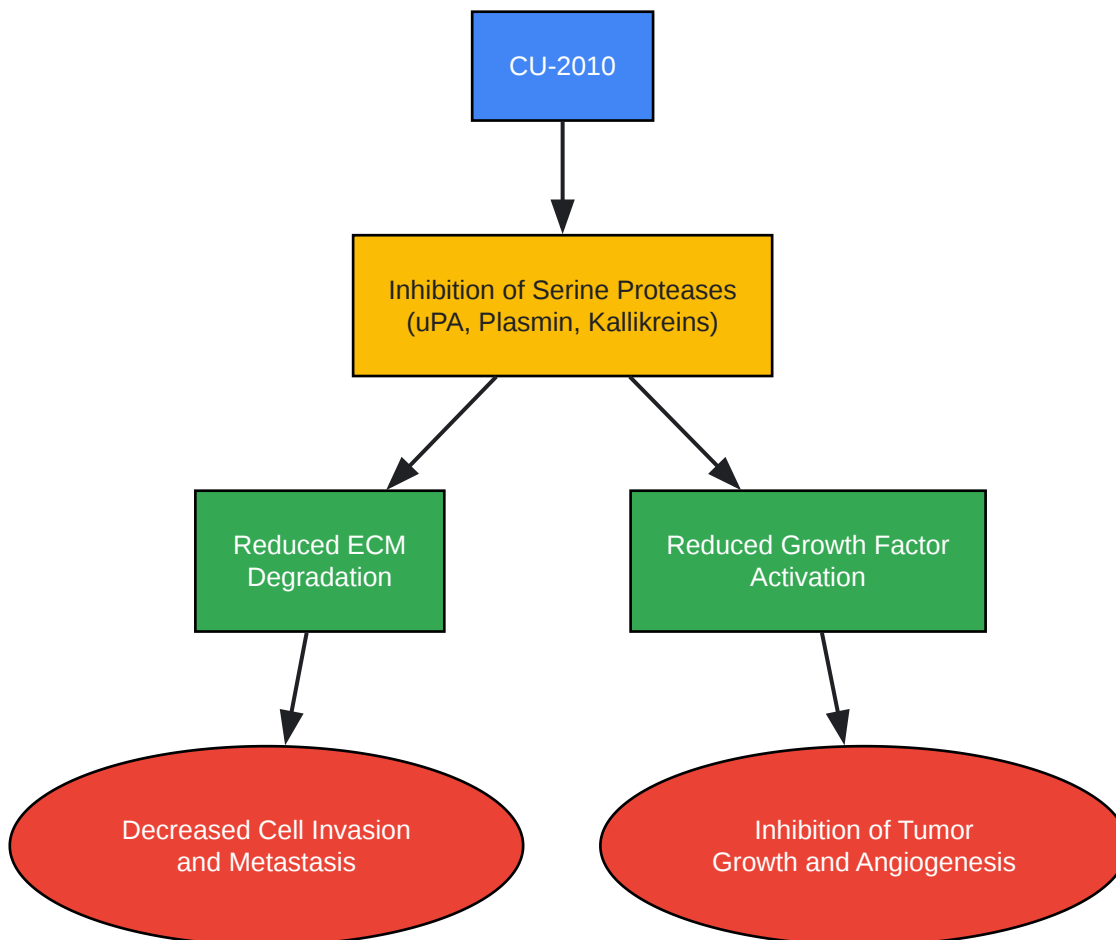 CU-2010
Inhibition of Serine Proteases
(uPA, Plasmin, Kallikreins)
Reduced ECM
Degradation
Reduced Growth Factor
Activation
Decreased Cell Invasion
and Metastasis
Inhibition of Tumor
Growth and Angiogenesis